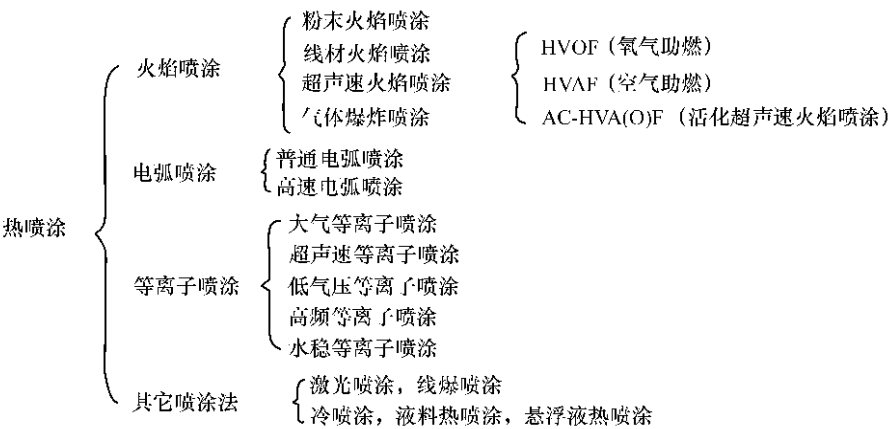 热喷涂
火焰喷涂
粉末火焰喷涂
线材火焰喷涂
超声速火焰喷涂
HVOF（氧气助燃）
HVAF（空气助燃）
AC-HVA(O)F（活化超声速火焰喷涂）
气体爆炸喷涂
电弧喷涂
普通电弧喷涂
高速电弧喷涂
等离子喷涂
大气等离子喷涂
超声速等离子喷涂
低气压等离子喷涂
高频等离子喷涂
水稳等离子喷涂
其它喷涂法
激光喷涂，线爆喷涂
冷喷涂，液料热喷涂，悬浮液热喷涂